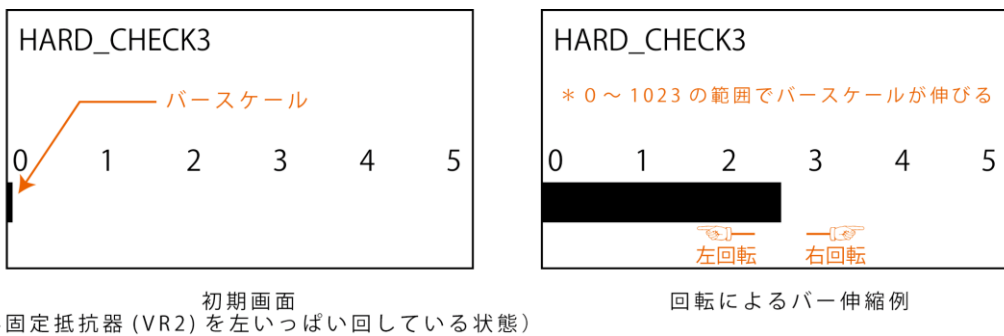 HARD_CHECK3
バースケール
0 1 2 3 4 5
初期画面
固定抵抗器 (VR2) を左いっぱい回している状態）
HARD_CHECK3
＊0～1023 の範囲でバースケールが伸びる
0 1 2 3 4 5
左回転 右回転
回転によるバー伸縮例